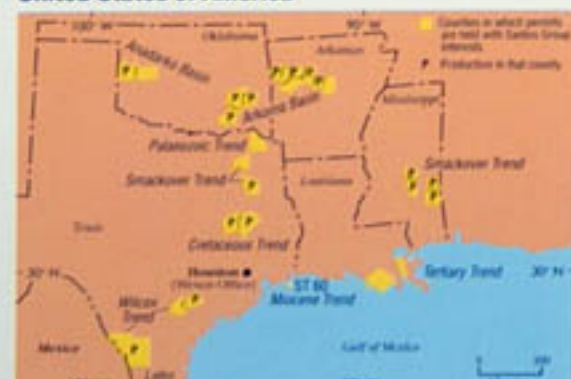 United States of America
100° W
90° W
Oklahoma
Arkansas
Counties in which permits
are held with Santos Group
interests
P Production in that county
Anadarko Basin
P
P P P P
P P
P
Arkoma Basin
Mississippi
Palaeozoic Trend
Smackover Trend
P
Smackover Trend
P
P P
P
Louisiana
Texas
P P
Cretaceous Trend
30° N
Houston
ST 60
Miocene Trend
Tertiary Trend
30° N
Wilcox
Trend
P
P
Mexico
Gulf of Mexico
0